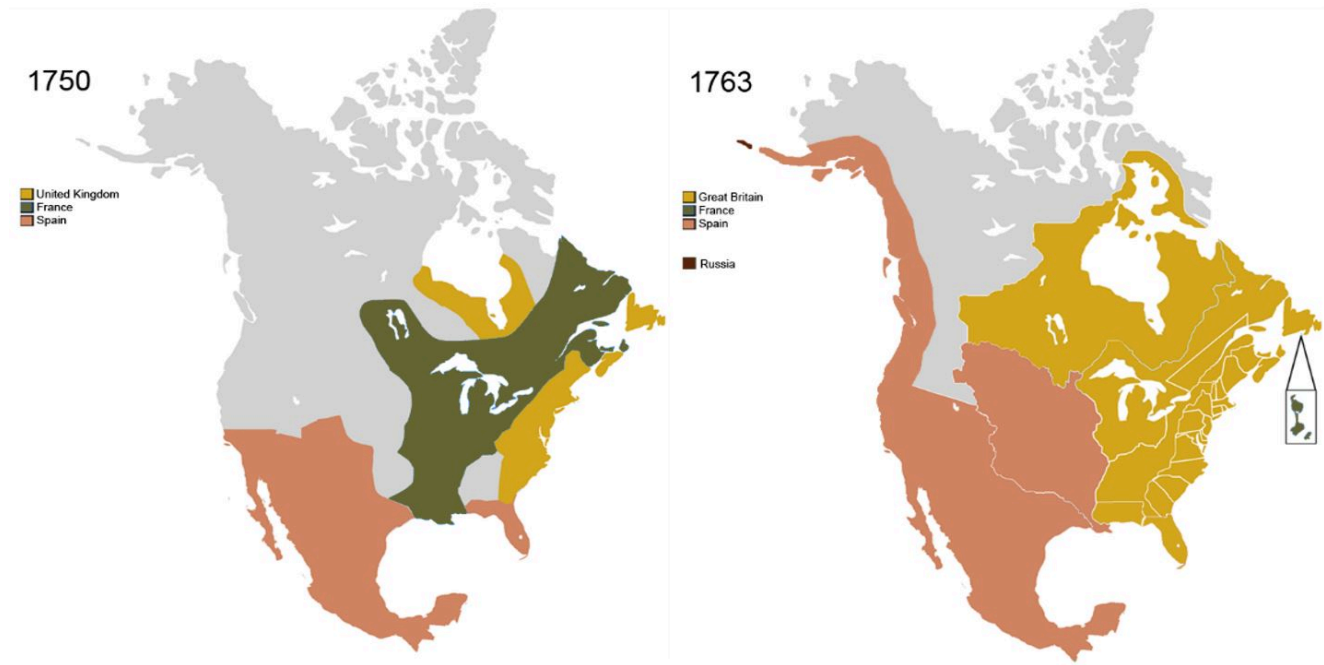 1750
United Kingdom
France
Spain
1763
Great Britain
France
Spain
Russia